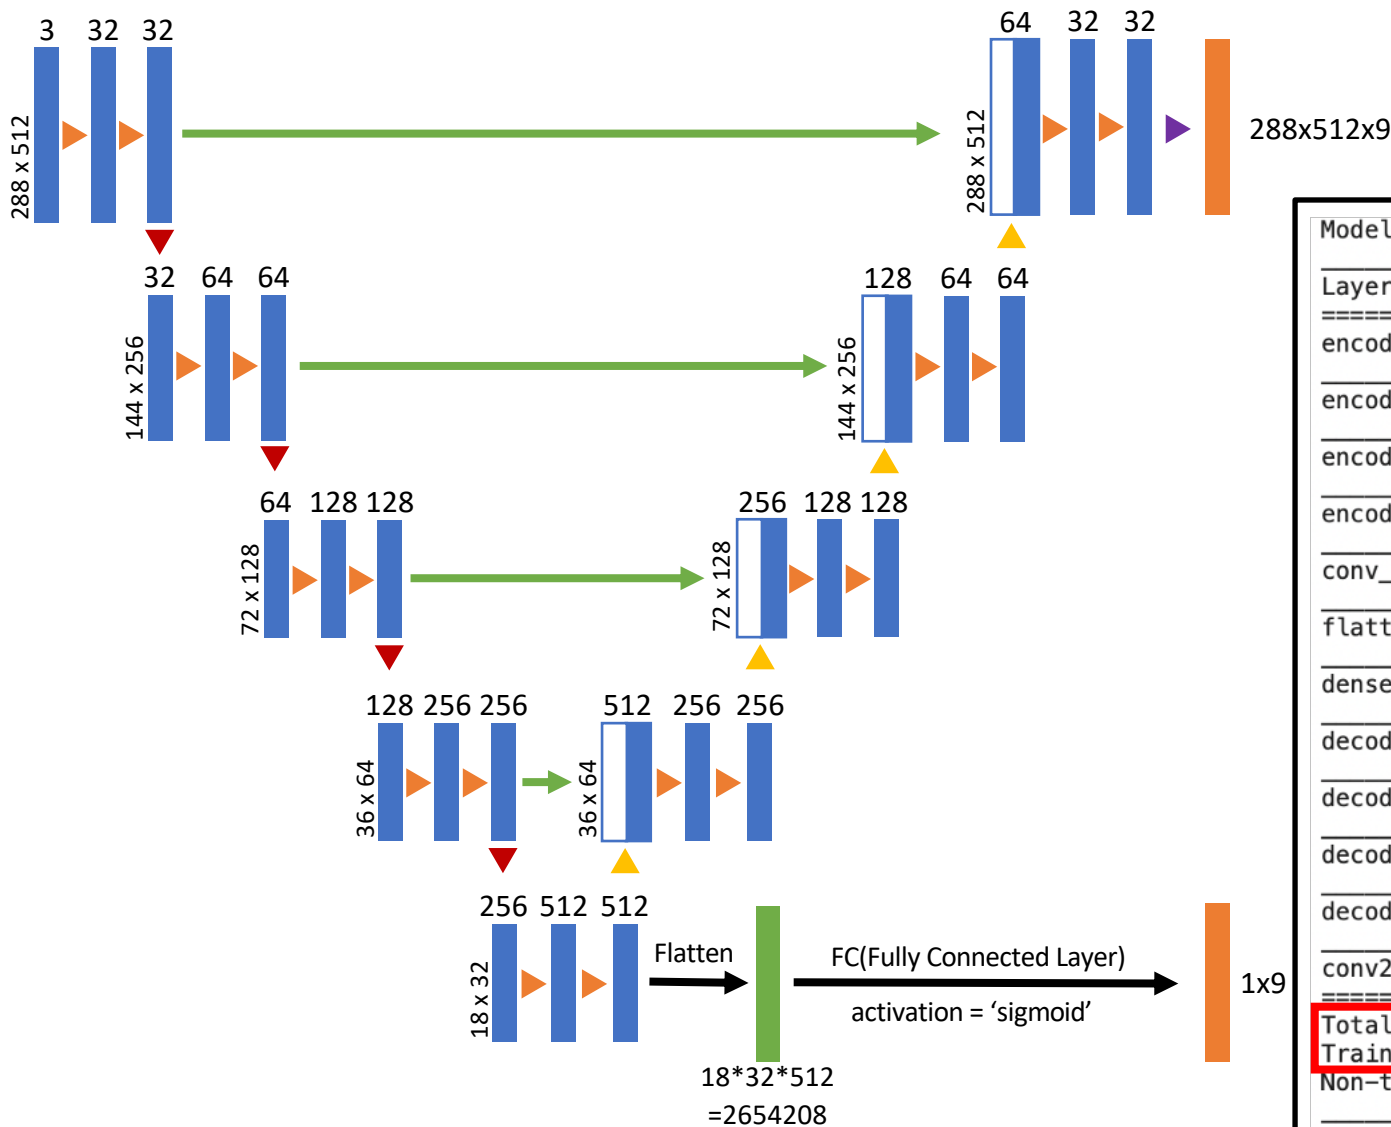 3 32 32
288 x 512
64 32 32
288 x 512
288x512x9
32 64 64
144 x 256
128 64 64
144 x 256
64 128 128
72 x 128
256 128 128
72 x 128
128 256 256
36 x 64
512 256 256
36 x 64
256 512 512
18 x 32
Flatten
18*32*512
=2654208
FC(Fully Connected Layer)
activation = ‘sigmoid’
1x9
Model
Layer
encod
encod
encod
encod
conv_
flatt
dense
decod
decod
decod
decod
conv2
Total
Train
Non-t